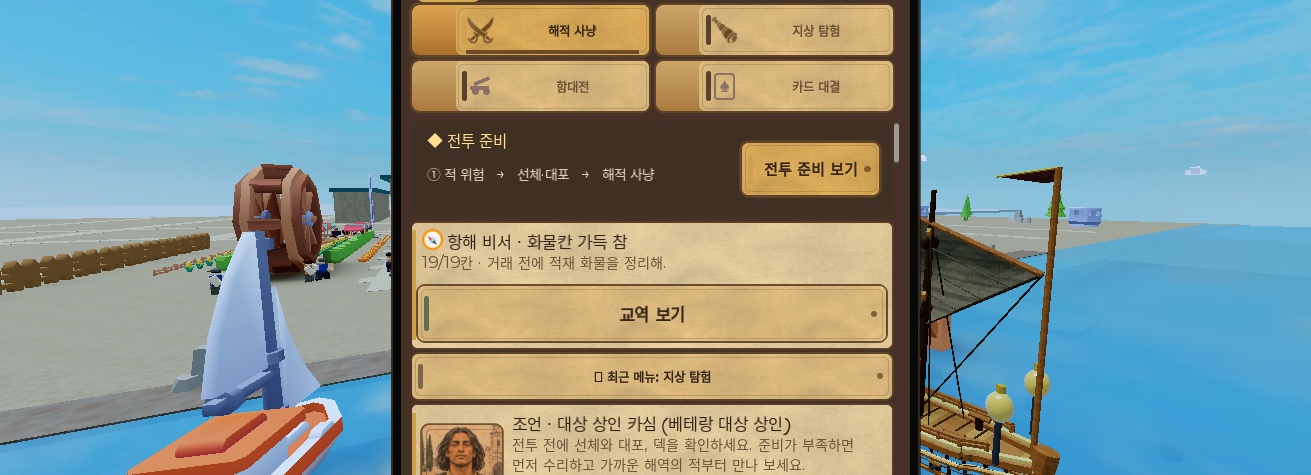 해적 사냥
지상 탐험
함대전
카드 대결
◆ 전투 준비
① 적 위험 → 선체·대포 → 해적 사냥
전투 준비 보기
항해 비서 · 화물칸 가득 참
19/19칸 · 거래 전에 적재 화물을 정리해.
교역 보기
최근 메뉴: 지상 탐험
조언 · 대상 상인 카심 (베테랑 대상 상인)
전투 전에 선체와 대포, 덱을 확인하세요. 준비가 부족하면
먼저 수리하고 가까운 해역의 적부터 만나 보세요.